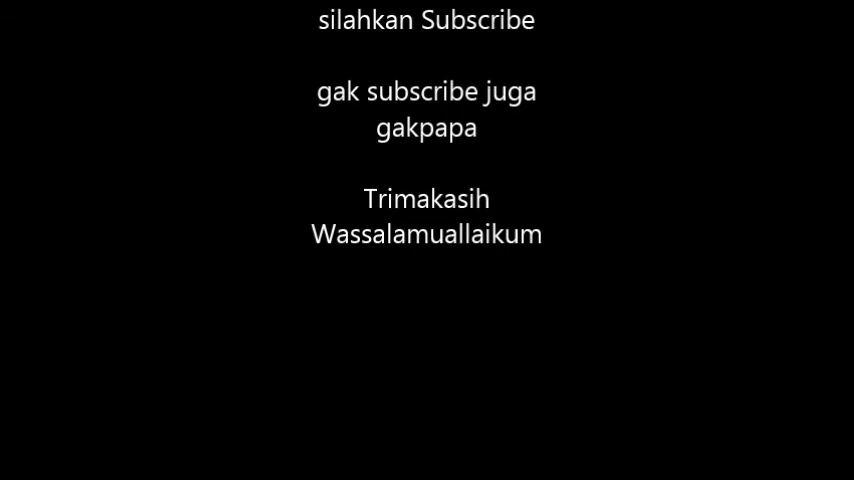 silahkan Subscribe
gak subscribe juga
gakpapa
Trimakasih
Wassalamuallaikum